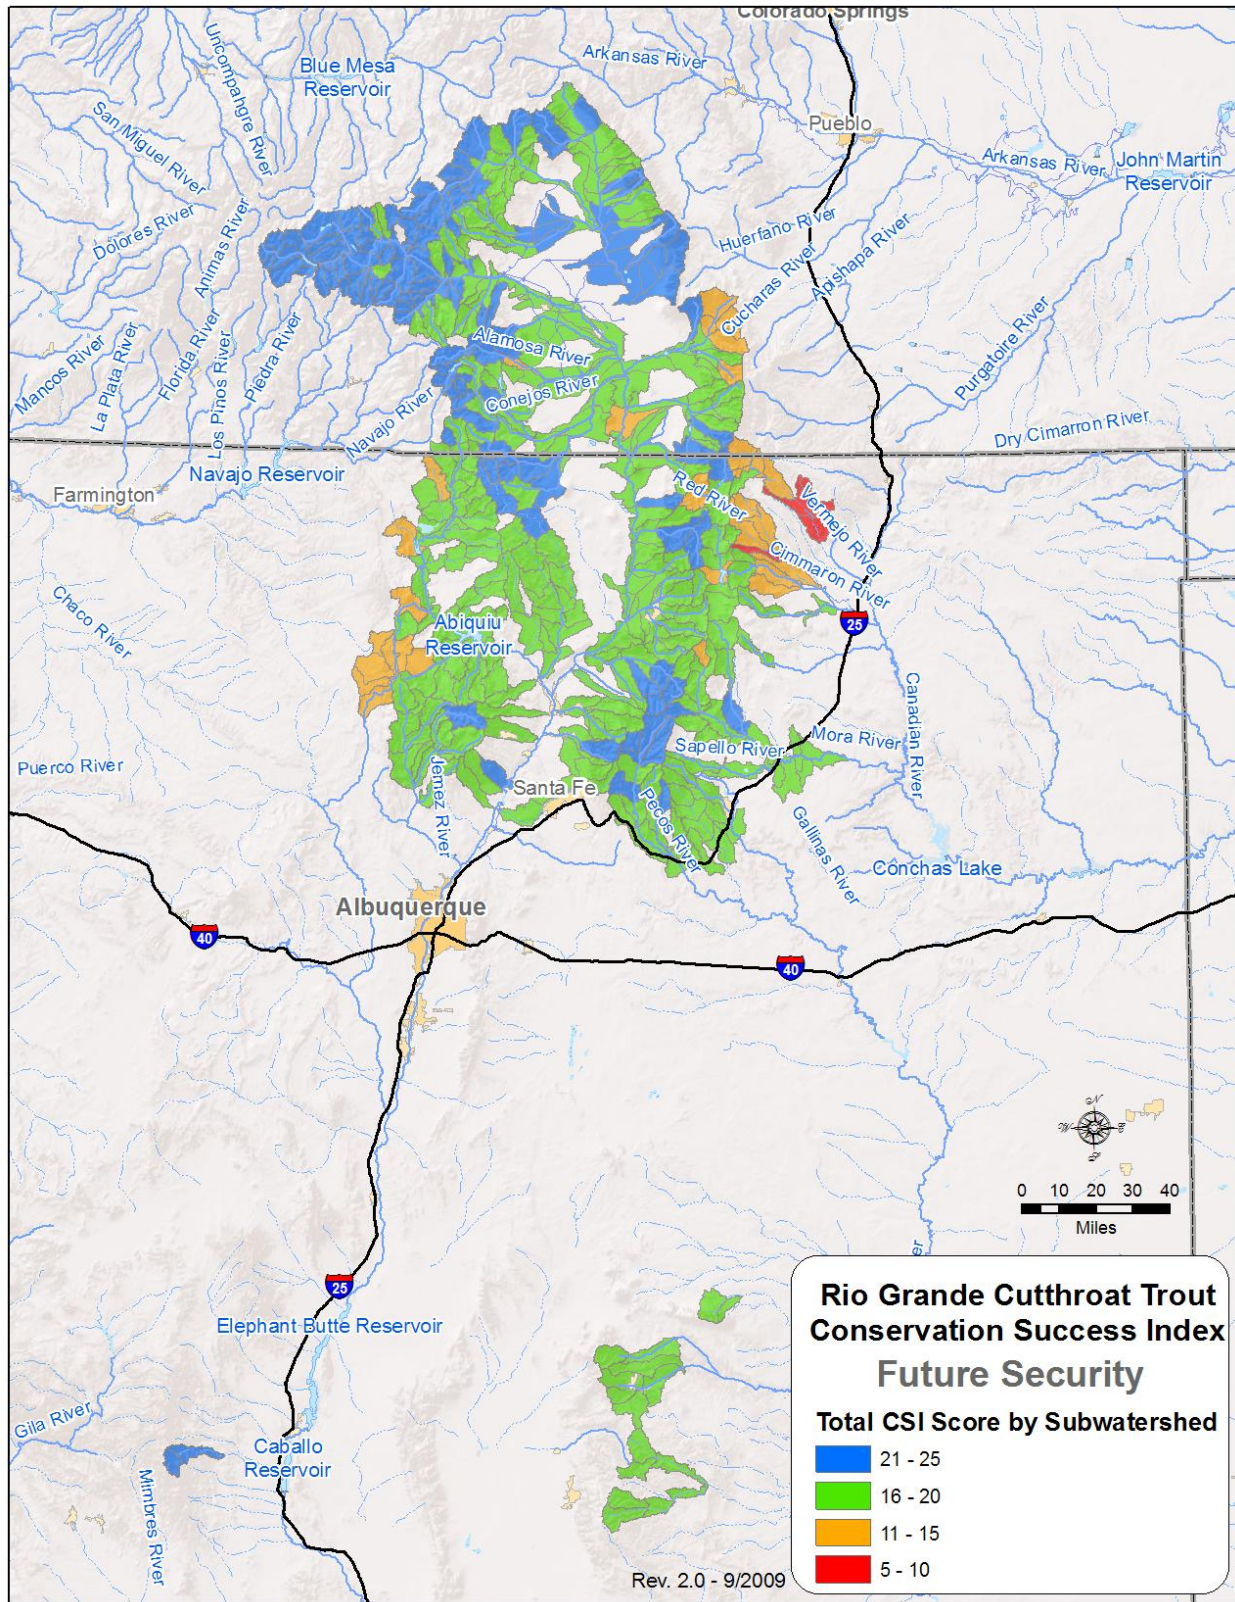 Colorado Springs
Arkansas River
Uncompahgre River
Blue Mesa
Reservoir
San Miguel River
Pueblo
Arkansas River
John Martin
Reservoir
Dolores River
Animas River
Huerfano River
Apishapa River
Cucharas River
Mancos River
La Plata River
Florida River
Los Pinos River
Piedra River
Alamosa River
Conejos River
Navajo River
Purgatoire River
Dry Cimarron River
Navajo Reservoir
Farmington
Red River
Vermejo River
Cimmaron River
Chaco River
Abiquiu
Reservoir
25
Canadian River
Puerco River
Jemez River
Sapello River
Mora River
Santa Fe
Pecos River
Gallinas River
Conchas Lake
Albuquerque
40
40
N
W
E
S
0 10 20 30 40
Miles
25
Elephant Butte Reservoir
Gila River
Mimbres River
Caballo
Reservoir
Rio Grande Cutthroat Trout
Conservation Success Index
Future Security
Total CSI Score by Subwatershed
21 - 25
16 - 20
11 - 15
5 - 10
Rev. 2.0 - 9/2009